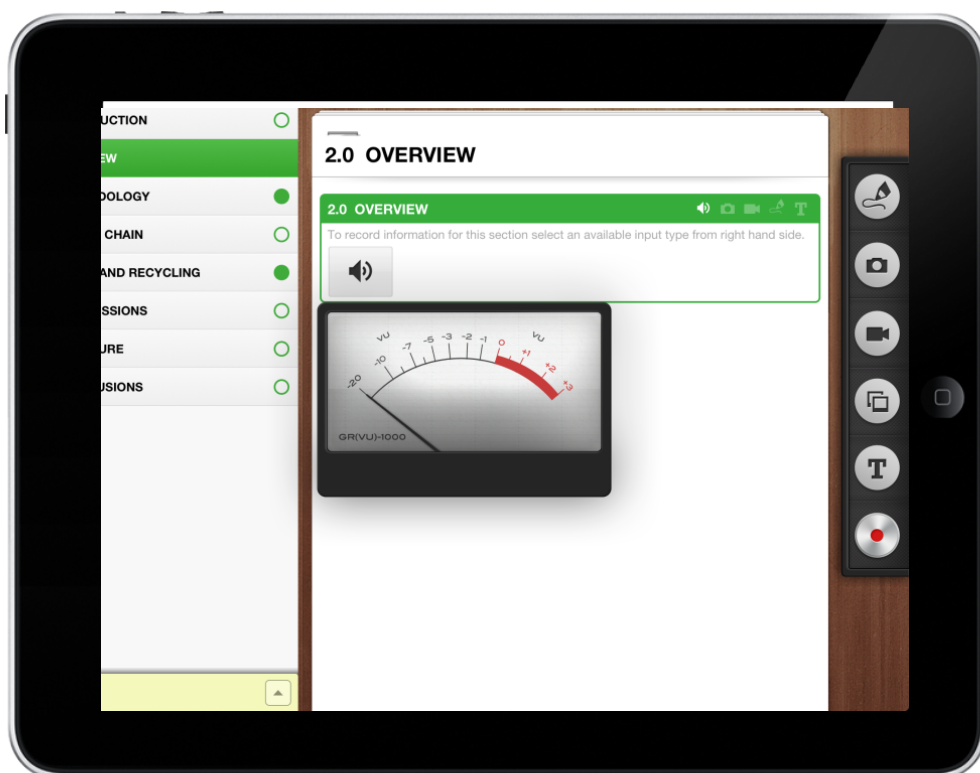 UCTION
EW
DOLOGY
CHAIN
AND RECYCLING
SSIONS
URE
USIONS
2.0 OVERVIEW
2.0 OVERVIEW
T
To record information for this section select an available input type from right hand side.
VU VU
-20 -10 -7 -5 -3 -2 -1 0 +1 +2 +3
GR(VU)-1000
T